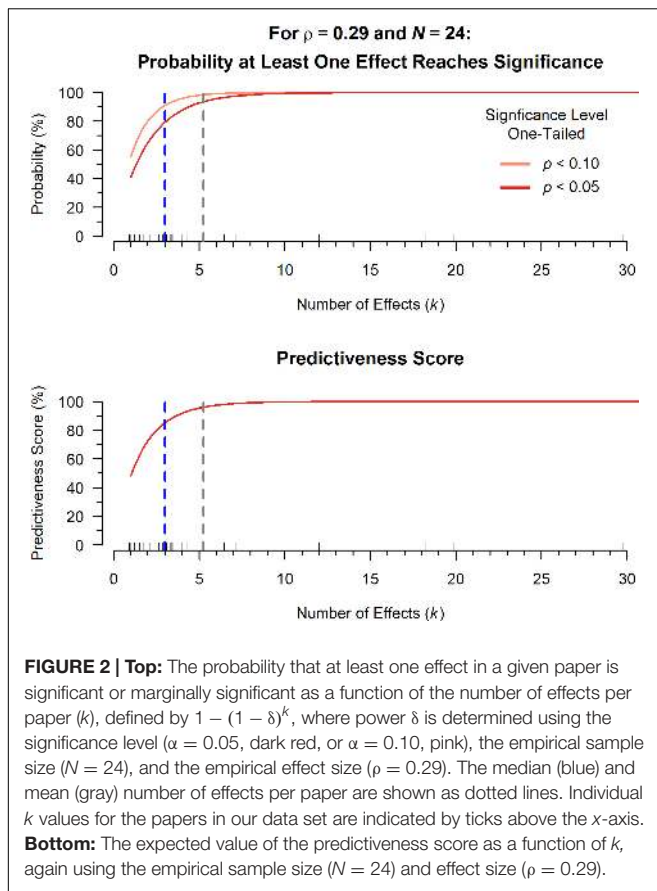 For ρ = 0.29 and N = 24:
Probability at Least One Effect Reaches Significance
Probability (%)
100
80
60
40
20
0
Signficance Level
One-Tailed
p < 0.10
p < 0.05
0 5 10 15 20 25 30
Number of Effects (k)
Predictiveness Score
Predictiveness Score (%)
100
80
60
40
20
0
0 5 10 15 20 25 30
Number of Effects (k)
FIGURE 2 | Top: The probability that at least one effect in a given paper is
significant or marginally significant as a function of the number of effects per
paper (k), defined by 1 − (1 − δ)^k, where power δ is determined using the
significance level (α = 0.05, dark red, or α = 0.10, pink), the empirical sample
size (N = 24), and the empirical effect size (ρ = 0.29). The median (blue) and
mean (gray) number of effects per paper are shown as dotted lines. Individual
k values for the papers in our data set are indicated by ticks above the x-axis.
Bottom: The expected value of the predictiveness score as a function of k,
again using the empirical sample size (N = 24) and effect size (ρ = 0.29).